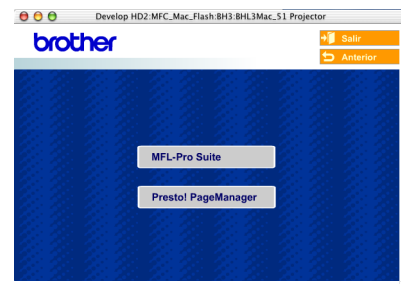 Develop HD2:MFC_Mac_Flash:BH3:BHL3Mac_51 Projector
brother
Salir
Anterior
MFL-Pro Suite
Presto! PageManager